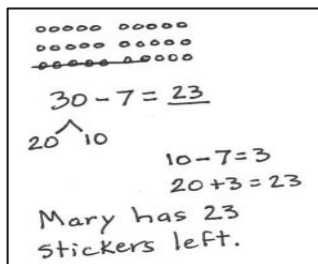 30 - 7 = 23
20 10
10 - 7 = 3
20 + 3 = 23
Mary has 23
stickers left.